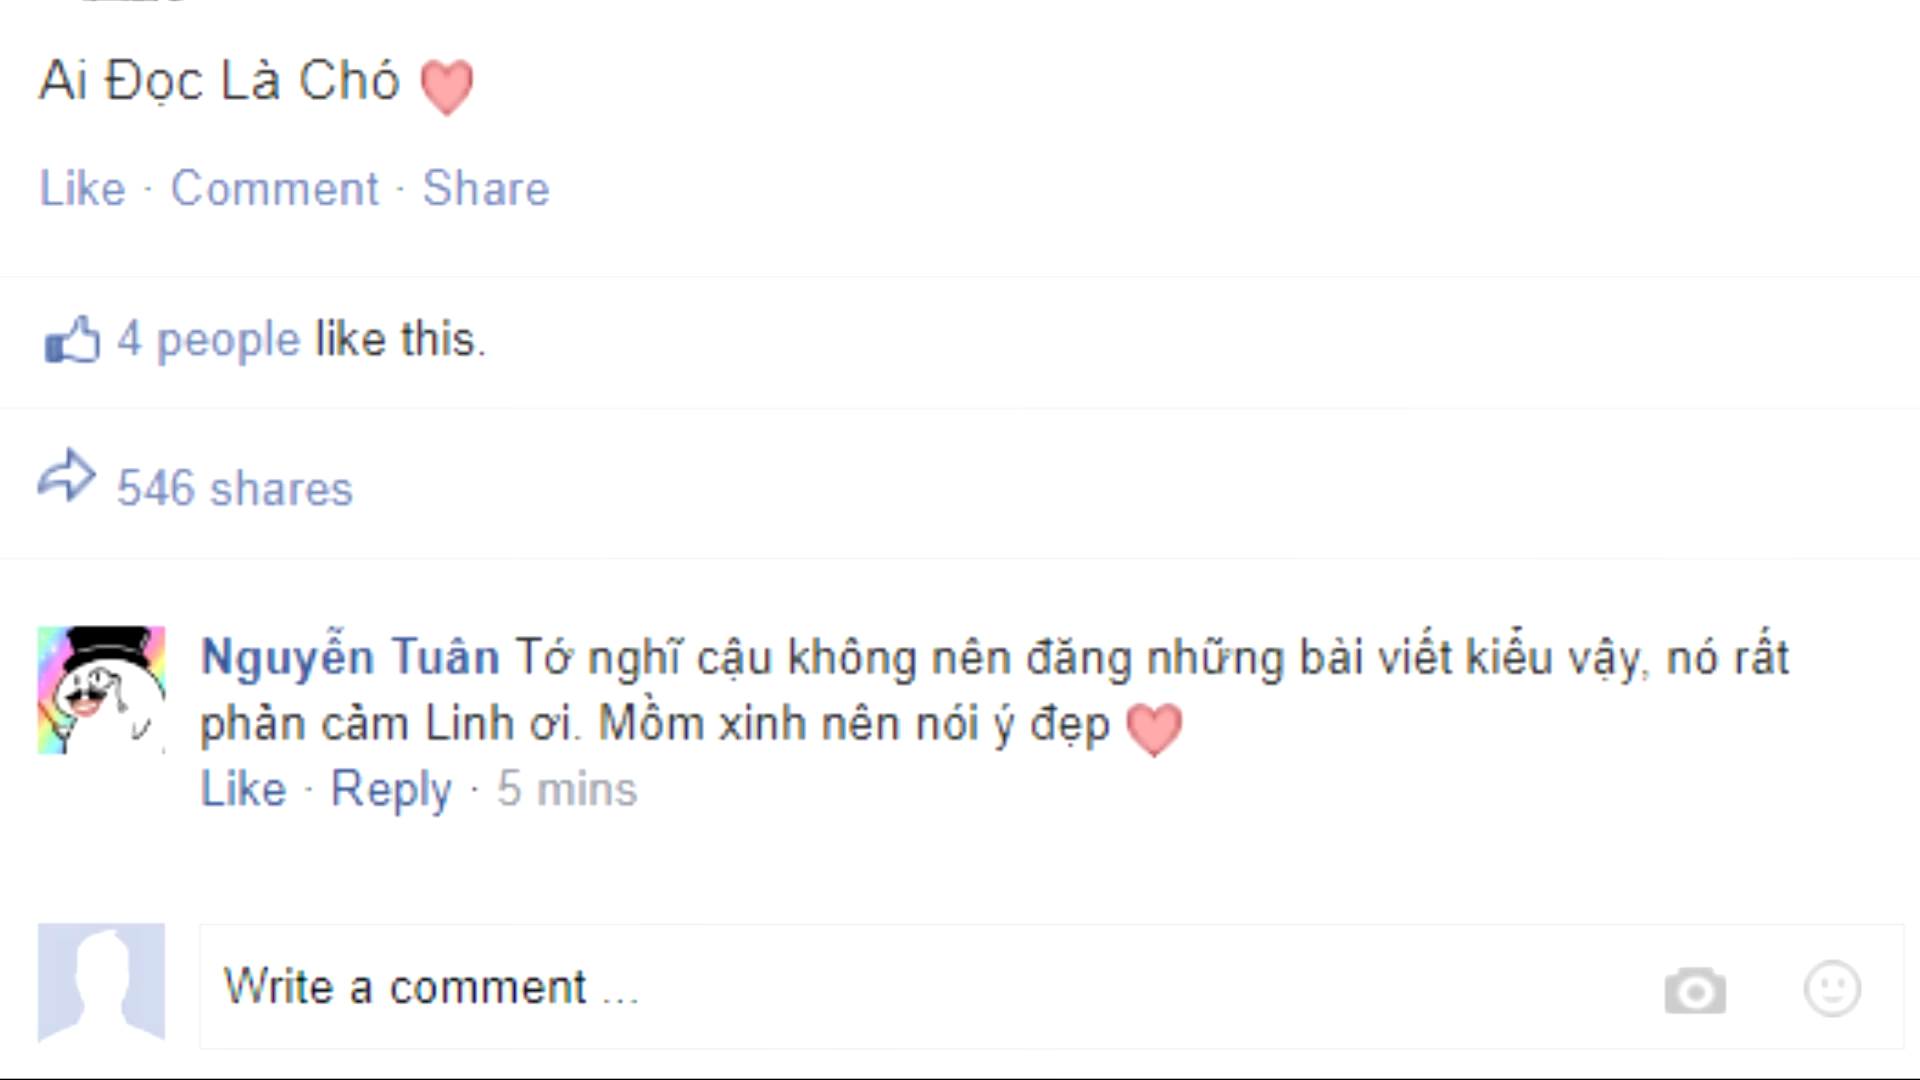 Ai Đọc Là Chó
Like · Comment · Share
4 people like this.
546 shares
Nguyễn Tuân Tớ nghĩ cậu không nên đăng những bài viết kiểu vậy, nó rất
phản cảm Linh ơi. Mồm xinh nên nói ý đẹp
Like · Reply · 5 mins
Write a comment ...